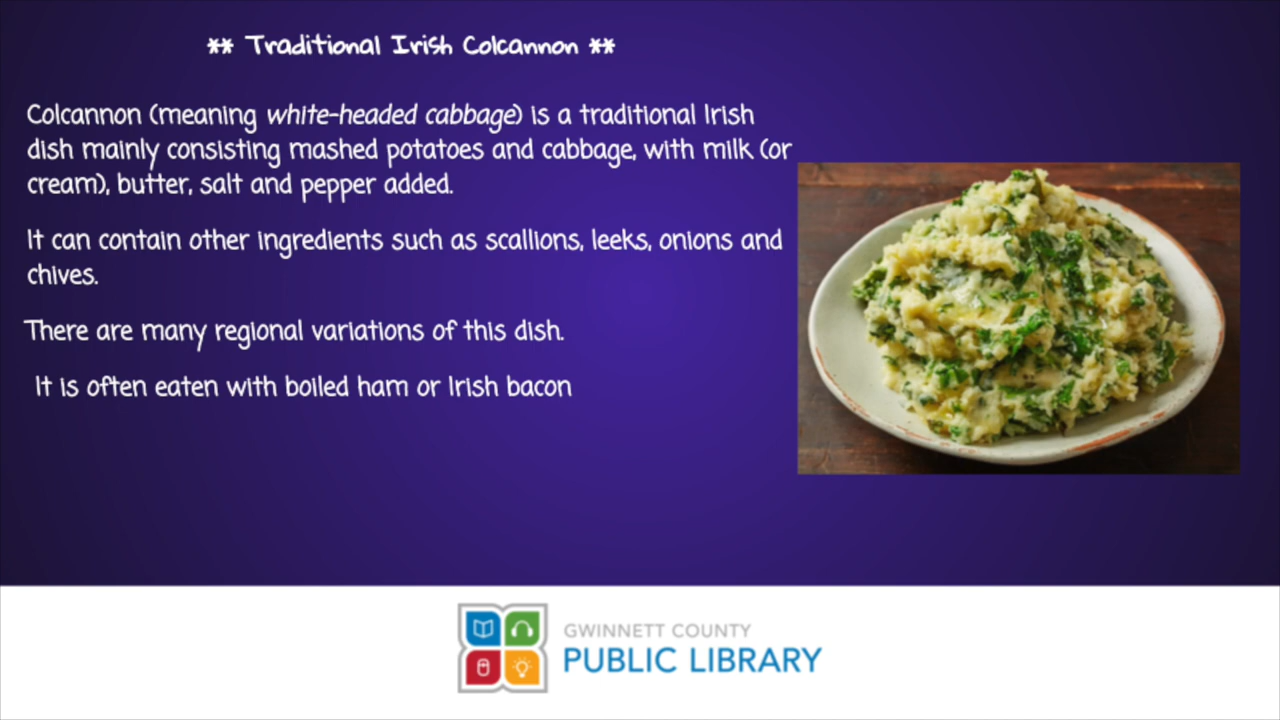 ** Traditional Irish Colcannon **
Colcannon (meaning white-headed cabbage) is a traditional Irish
dish mainly consisting mashed potatoes and cabbage, with milk (or
cream), butter, salt and pepper added.
It can contain other ingredients such as scallions, leeks, onions and
chives.
There are many regional variations of this dish.
It is often eaten with boiled ham or Irish bacon
GWINNETT COUNTY
PUBLIC LIBRARY